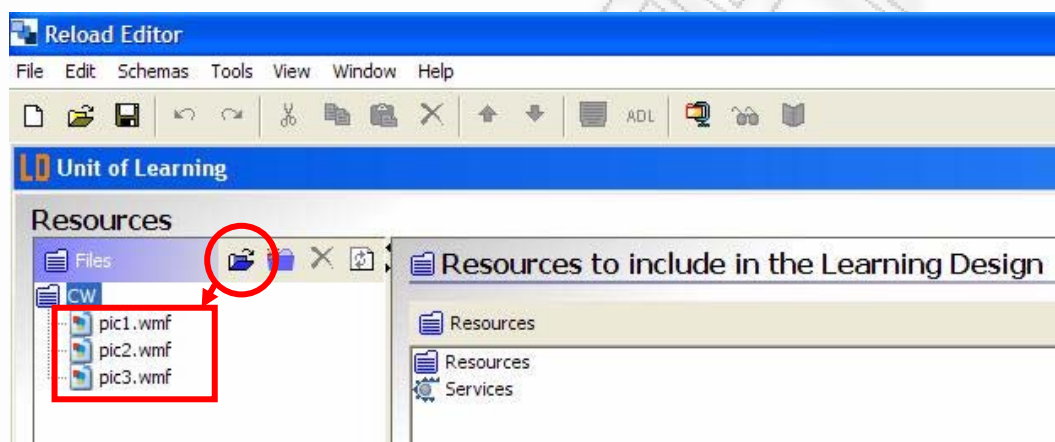 Reload Editor
File Edit Schemas Tools View Window Help
ADL
LD Unit of Learning
Resources
Files
Resources to include in the Learning Design
CW
pic1.wmf
pic2.wmf
pic3.wmf
Resources
Resources
Services